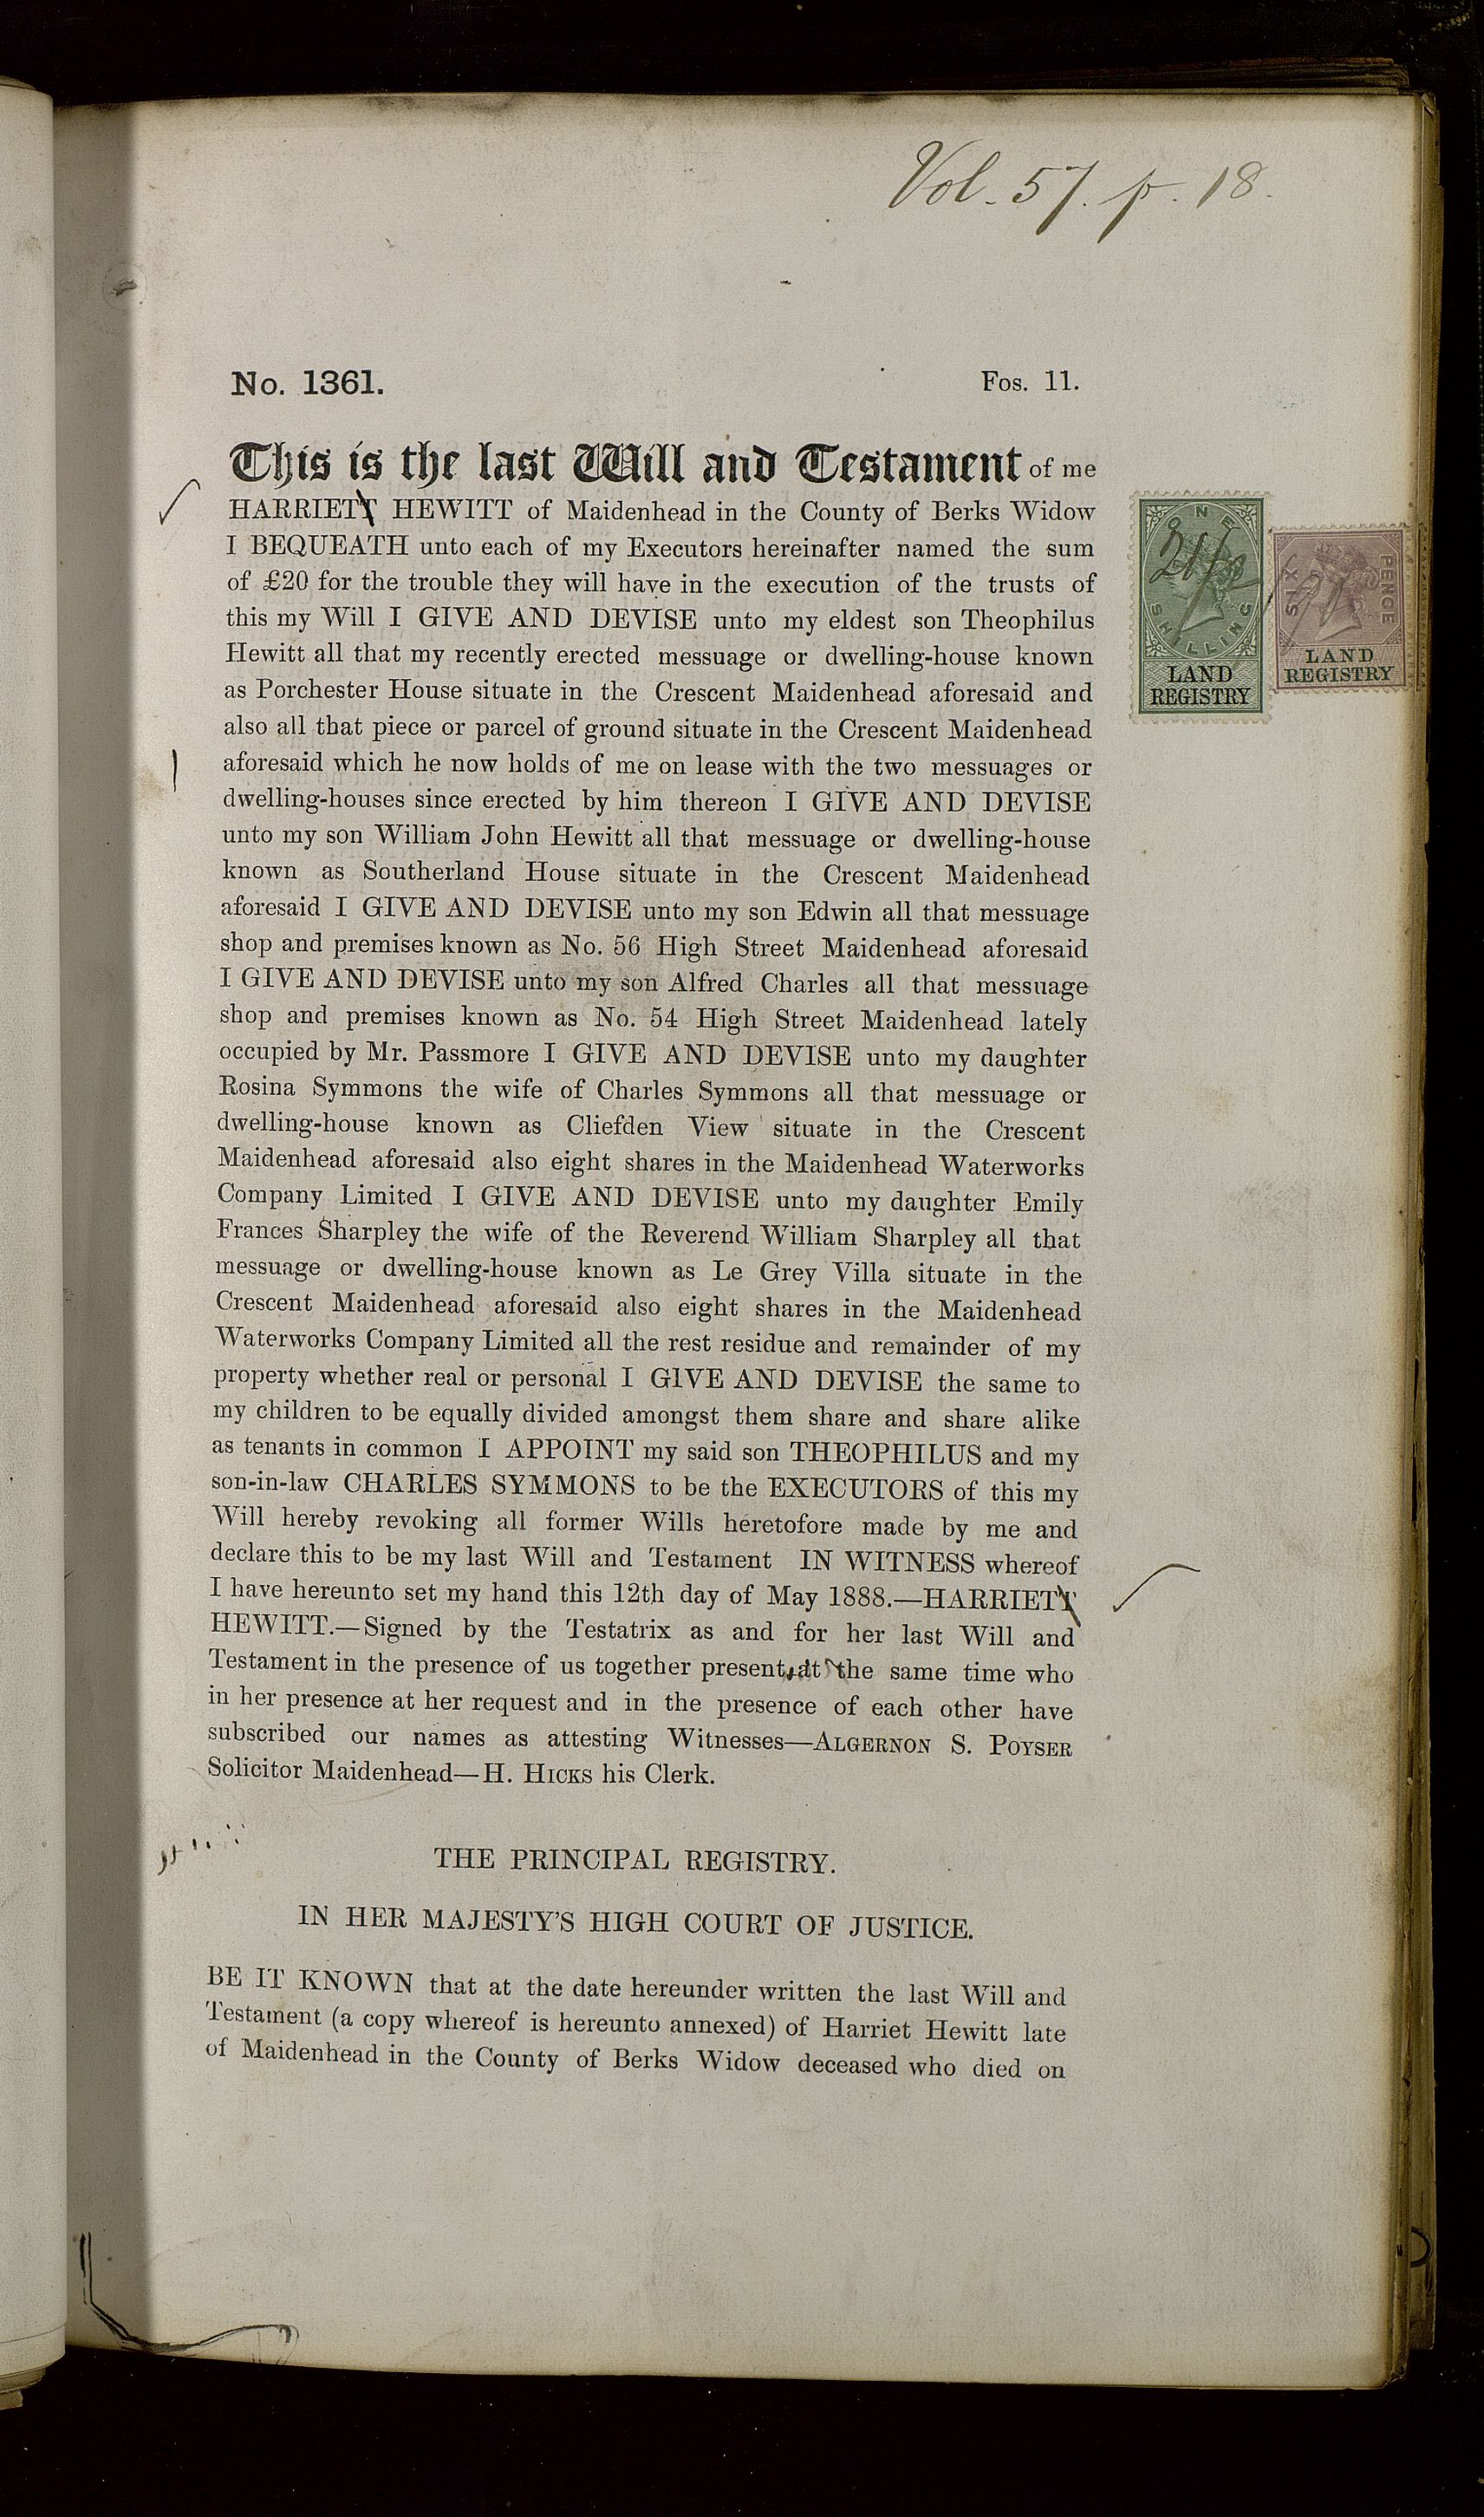 Vol. 57. p. 18.
No. 1361.
Fos. 11.
This is the last Will and Testament of me
HARRIET HEWITT of Maidenhead in the County of Berks Widow
I BEQUEATH unto each of my Executors hereinafter named the sum
of £20 for the trouble they will have in the execution of the trusts of
this my Will I GIVE AND DEVISE unto my eldest son Theophilus
Hewitt all that my recently erected messuage or dwelling-house known
as Porchester House situate in the Crescent Maidenhead aforesaid and
also all that piece or parcel of ground situate in the Crescent Maidenhead
aforesaid which he now holds of me on lease with the two messuages or
dwelling-houses since erected by him thereon I GIVE AND DEVISE
unto my son William John Hewitt all that messuage or dwelling-house
known as Southerland House situate in the Crescent Maidenhead
aforesaid I GIVE AND DEVISE unto my son Edwin all that messuage
shop and premises known as No. 56 High Street Maidenhead aforesaid
I GIVE AND DEVISE unto my son Alfred Charles all that messuage
shop and premises known as No. 54 High Street Maidenhead lately
occupied by Mr. Passmore I GIVE AND DEVISE unto my daughter
Rosina Symmons the wife of Charles Symmons all that messuage or
dwelling-house known as Cliefden View situate in the Crescent
Maidenhead aforesaid also eight shares in the Maidenhead Waterworks
Company Limited I GIVE AND DEVISE unto my daughter Emily
Frances Sharpley the wife of the Reverend William Sharpley all that
messuage or dwelling-house known as Le Grey Villa situate in the
Crescent Maidenhead aforesaid also eight shares in the Maidenhead
Waterworks Company Limited all the rest residue and remainder of my
property whether real or personal I GIVE AND DEVISE the same to
my children to be equally divided amongst them share and share alike
as tenants in common I APPOINT my said son THEOPHILUS and my
son-in-law CHARLES SYMMONS to be the EXECUTORS of this my
Will hereby revoking all former Wills heretofore made by me and
declare this to be my last Will and Testament IN WITNESS whereof
I have hereunto set my hand this 12th day of May 1888.—HARRIET
HEWITT.—Signed by the Testatrix as and for her last Will and
Testament in the presence of us together present at the same time who
in her presence at her request and in the presence of each other have
subscribed our names as attesting Witnesses—ALGERNON S. POYSER
Solicitor Maidenhead—H. HICKS his Clerk.
THE PRINCIPAL REGISTRY.
IN HER MAJESTY'S HIGH COURT OF JUSTICE.
BE IT KNOWN that at the date hereunder written the last Will and
Testament (a copy whereof is hereunto annexed) of Harriet Hewitt late
of Maidenhead in the County of Berks Widow deceased who died on
ONE
SHILLING
LAND
REGISTRY
SIX
PENCE
LAND
REGISTRY